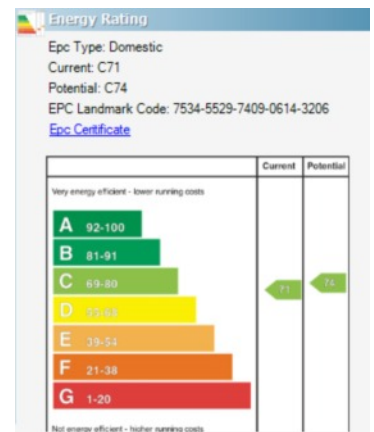 Energy Rating
Epc Type: Domestic
Current: C71
Potential: C74
EPC Landmark Code: 7534-5529-7409-0614-3206
Epc Certificate
Current Potential
Very energy efficient - lower running costs
A 92-100
B 81-91
C 69-80
71 74
D 55-68
E 39-54
F 21-38
G 1-20
Not energy efficient - higher running costs